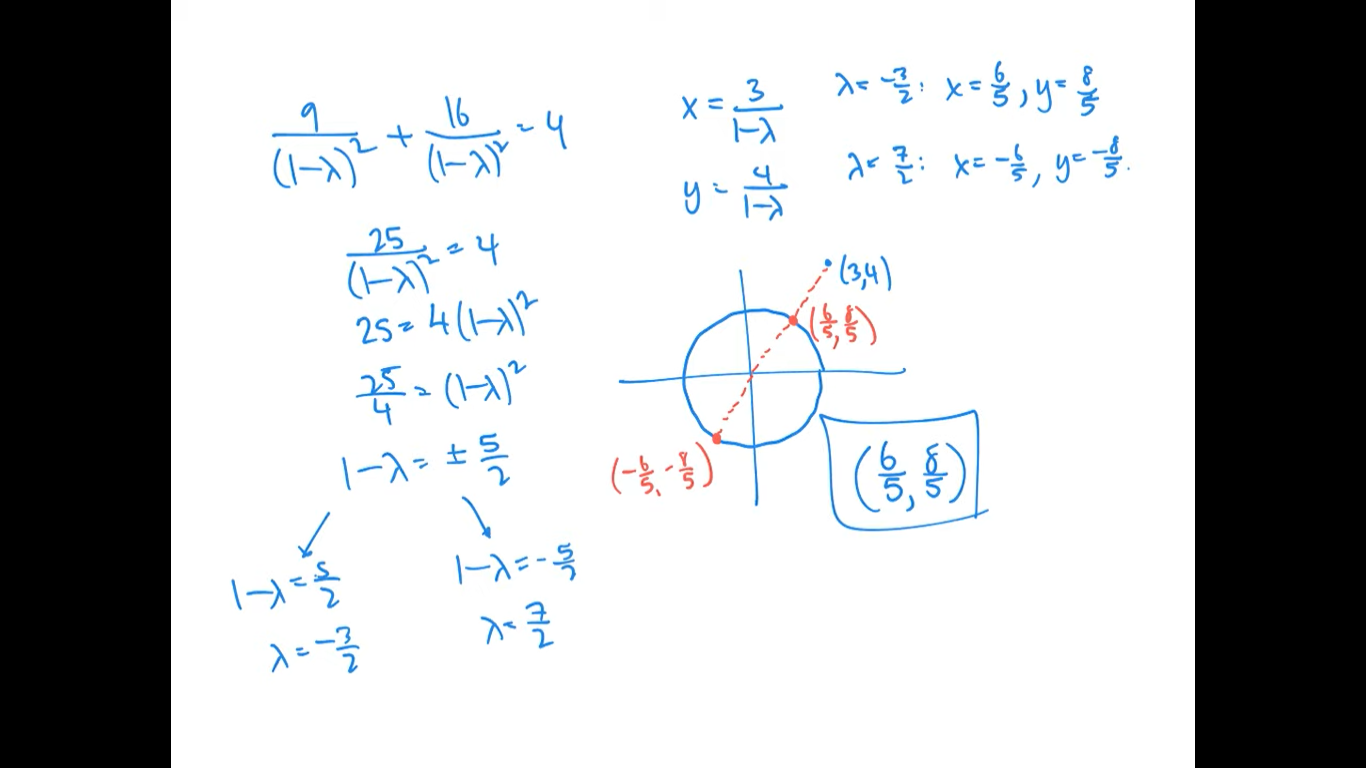 9/(1-λ)² + 16/(1-λ)² = 4
25/(1-λ)² = 4
25 = 4(1-λ)²
25/4 = (1-λ)²
1-λ = ± 5/2
1-λ = 5/2
λ = -3/2
1-λ = -5/2
λ = 7/2
x = 3/(1-λ)
y = 4/(1-λ)
λ = -3/2: x = 6/5, y = 8/5
λ = 7/2: x = -6/5, y = -8/5.
(3,4)
(6/5, 8/5)
(-6/5, -8/5)
(6/5, 8/5)